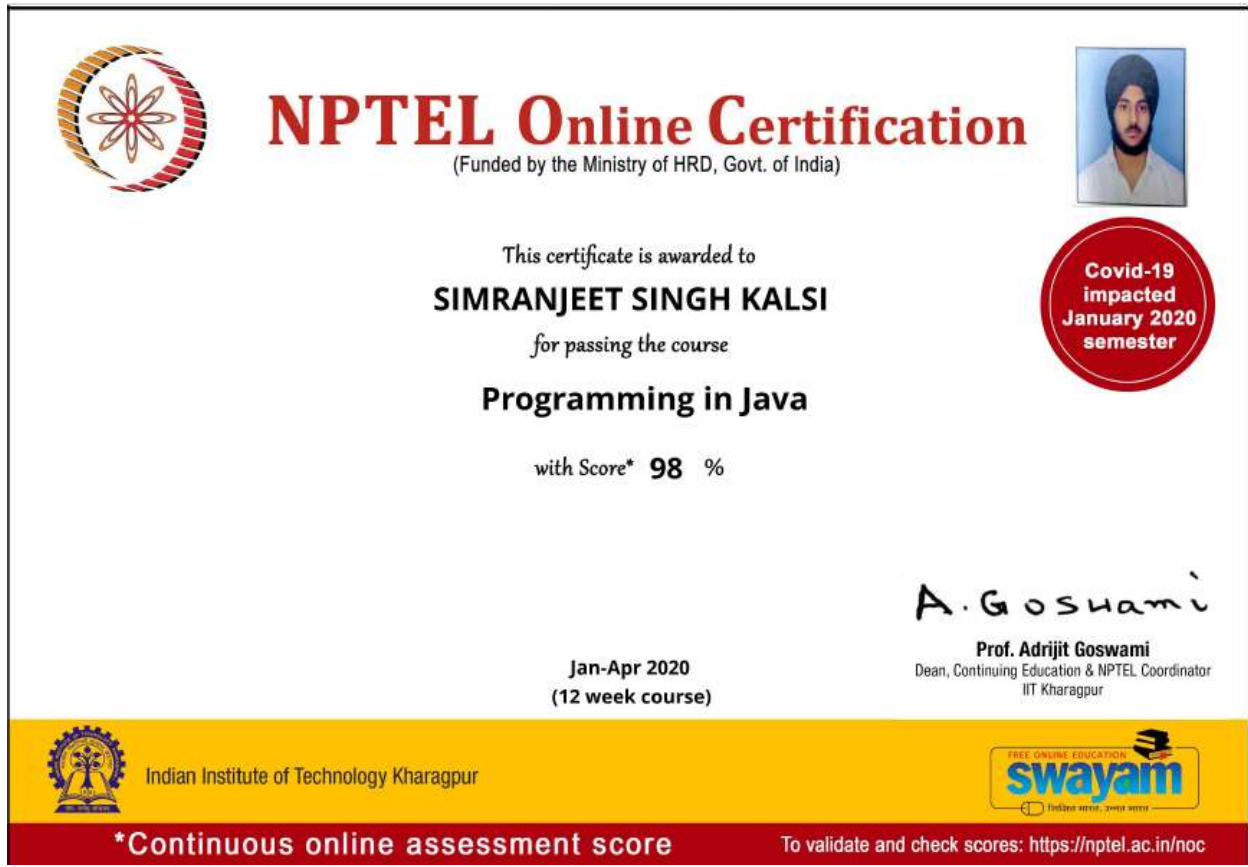 NPTEL Online Certification
(Funded by the Ministry of HRD, Govt. of India)
This certificate is awarded to
SIMRANJEET SINGH KALSI
for passing the course
Programming in Java
with Score* 98 %
Covid-19
impacted
January 2020
semester
A. Goswami
Prof. Adrijit Goswami
Dean, Continuing Education & NPTEL Coordinator
IIT Kharagpur
Jan-Apr 2020
(12 week course)
Indian Institute of Technology Kharagpur
FREE ONLINE EDUCATION
swayam
शिक्षित भारत, उन्नत भारत
*Continuous online assessment score
To validate and check scores: https://nptel.ac.in/noc